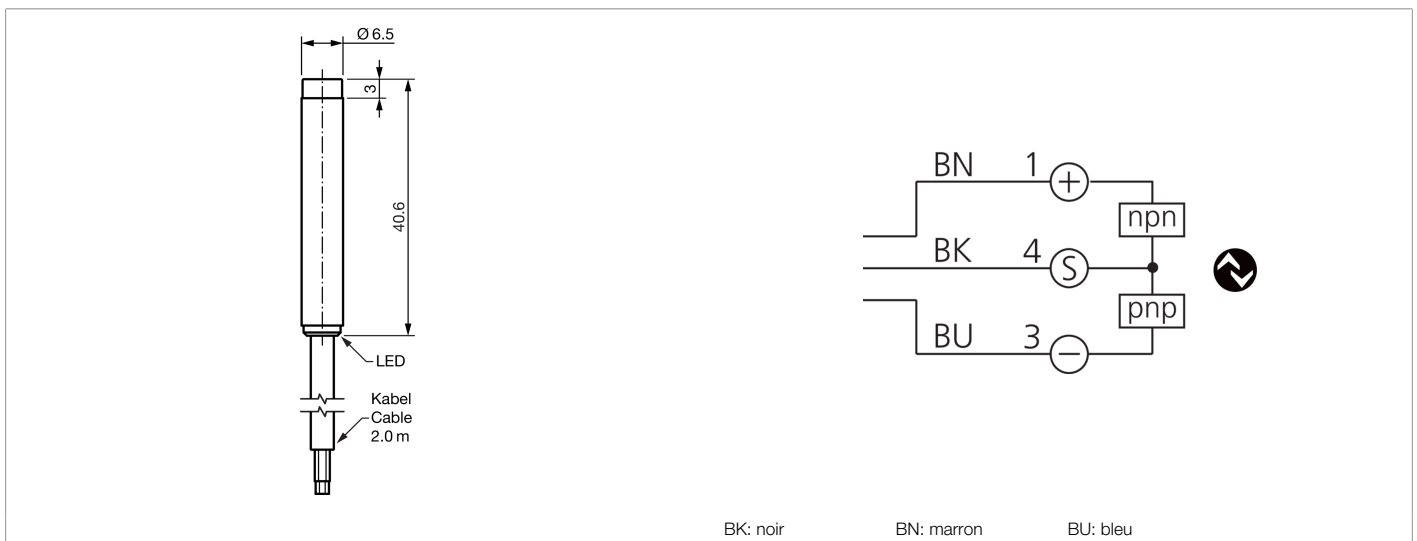 Ø 6.5
3
40.6
LED
Kabel
Cable
2.0 m
BN 1 +
npn
BK 4 S
pnp
BU 3 −
BK: noir BN: marron BU: bleu